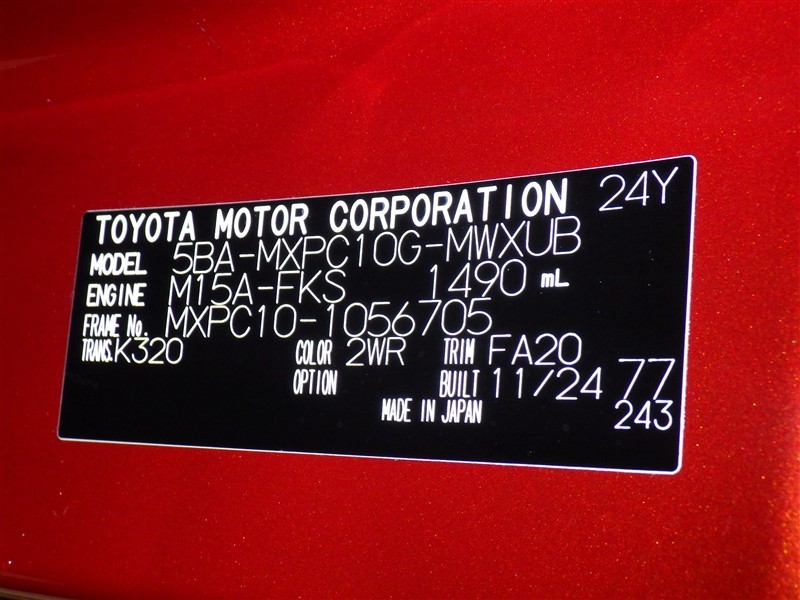 TOYOTA MOTOR CORPORATION 24Y
MODEL 5BA-MXPC10G-MWXUB
ENGINE M15A-FKS 1490 mL
FRAME No. MXPC10-1056705
TRANS. K320 COLOR 2WR TRIM FA20
OPTION BUILT 11/24 77
MADE IN JAPAN 243